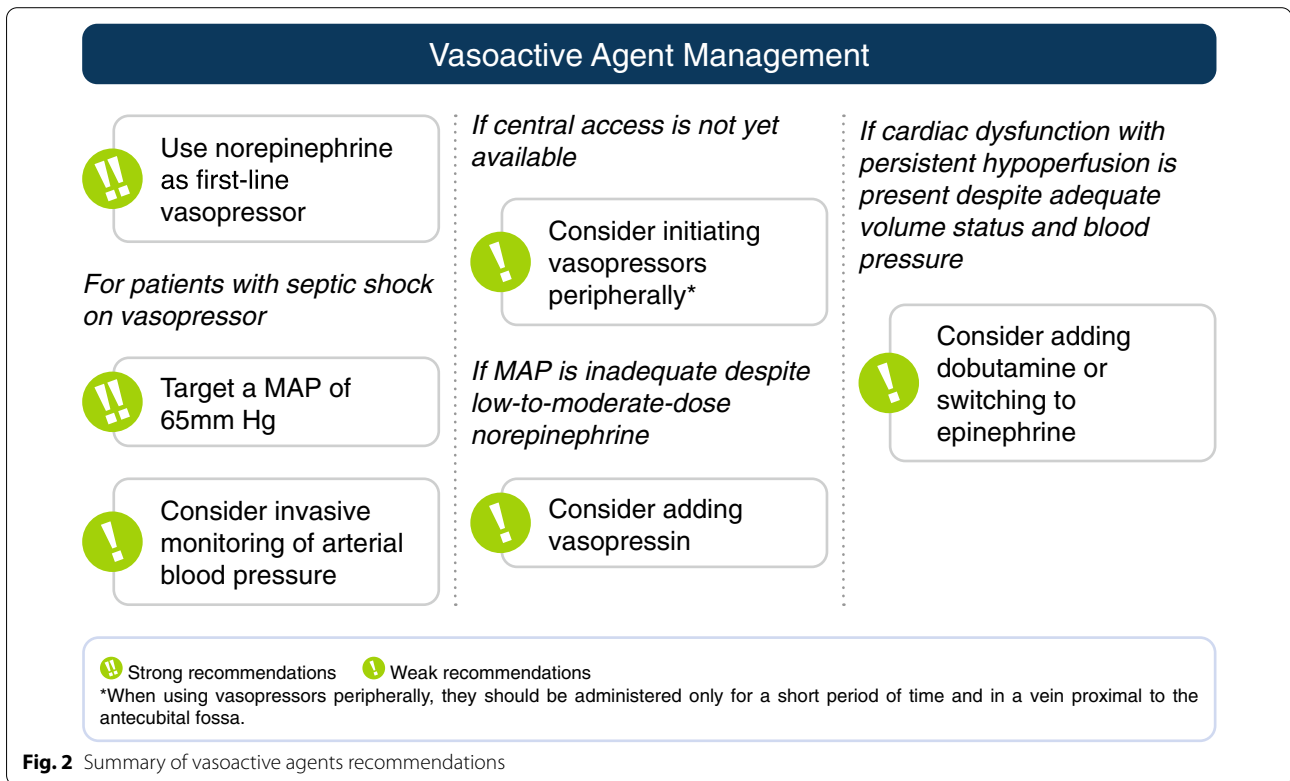 Vasoactive Agent Management
Use norepinephrine
as first-line
vasopressor
For patients with septic shock
on vasopressor
Target a MAP of
65mm Hg
Consider invasive
monitoring of arterial
blood pressure
If central access is not yet
available
Consider initiating
vasopressors
peripherally*
If MAP is inadequate despite
low-to-moderate-dose
norepinephrine
Consider adding
vasopressin
If cardiac dysfunction with
persistent hypoperfusion is
present despite adequate
volume status and blood
pressure
Consider adding
dobutamine or
switching to
epinephrine
Strong recommendations Weak recommendations
*When using vasopressors peripherally, they should be administered only for a short period of time and in a vein proximal to the
antecubital fossa.
Fig. 2 Summary of vasoactive agents recommendations